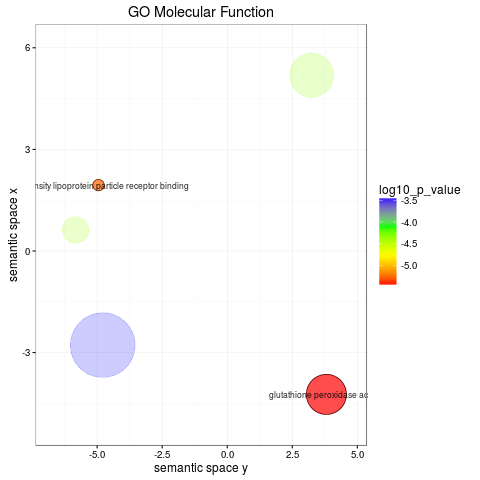 GO Molecular Function
6
3
0
-3
semantic space x
nsity lipoprotein particle receptor binding
glutathione peroxidase ac
-5.0
-2.5
0.0
2.5
5.0
semantic space y
log10_p_value
-3.5
-4.0
-4.5
-5.0